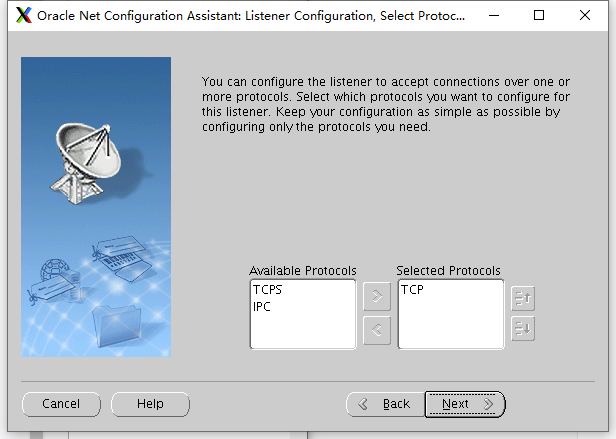 Oracle Net Configuration Assistant: Listener Configuration, Select Protoc...
You can configure the listener to accept connections over one or
more protocols. Select which protocols you want to configure for
this listener. Keep your configuration as simple as possible by
configuring only the protocols you need.
Available Protocols
Selected Protocols
TCPS
TCP
IPC
Cancel
Help
Back
Next